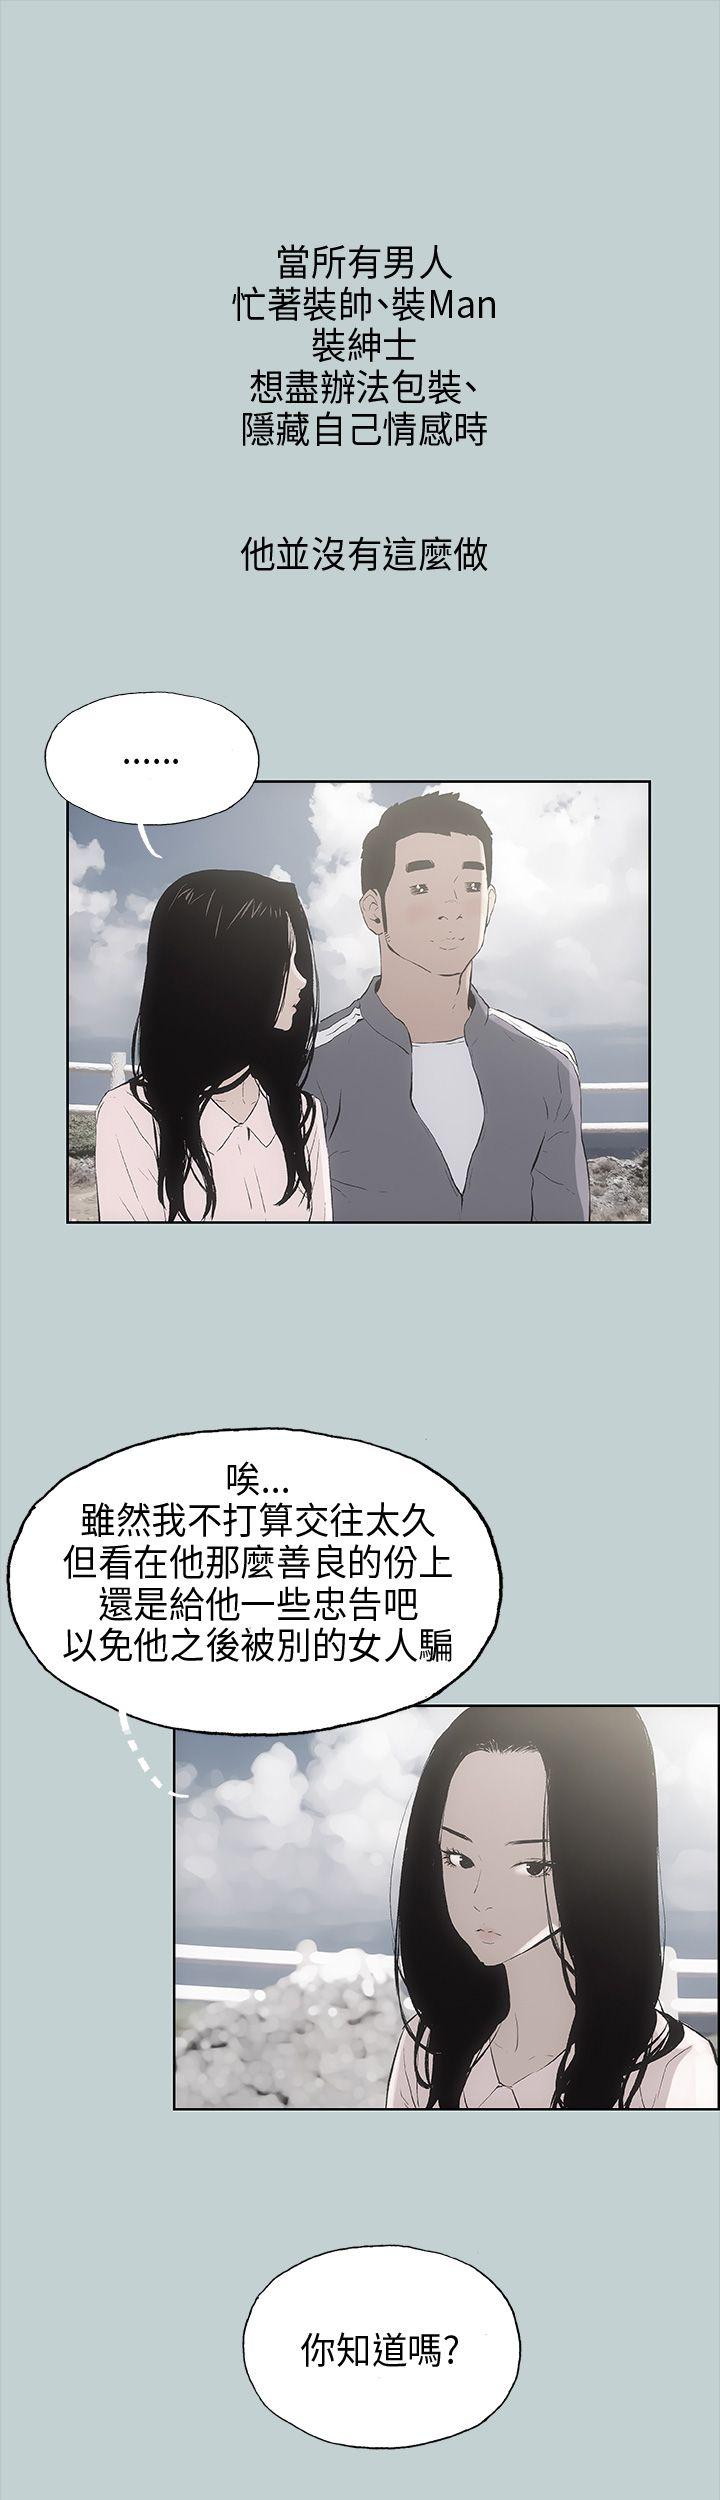 當所有男人
忙著裝帥、裝Man
裝紳士
想盡辦法包裝、
隱藏自己情感時
他並沒有這麼做
......
唉...
雖然我不打算交往太久
但看在他那麼善良的份上
還是給他一些忠告吧
以免他之後被別的女人騙
你知道嗎?